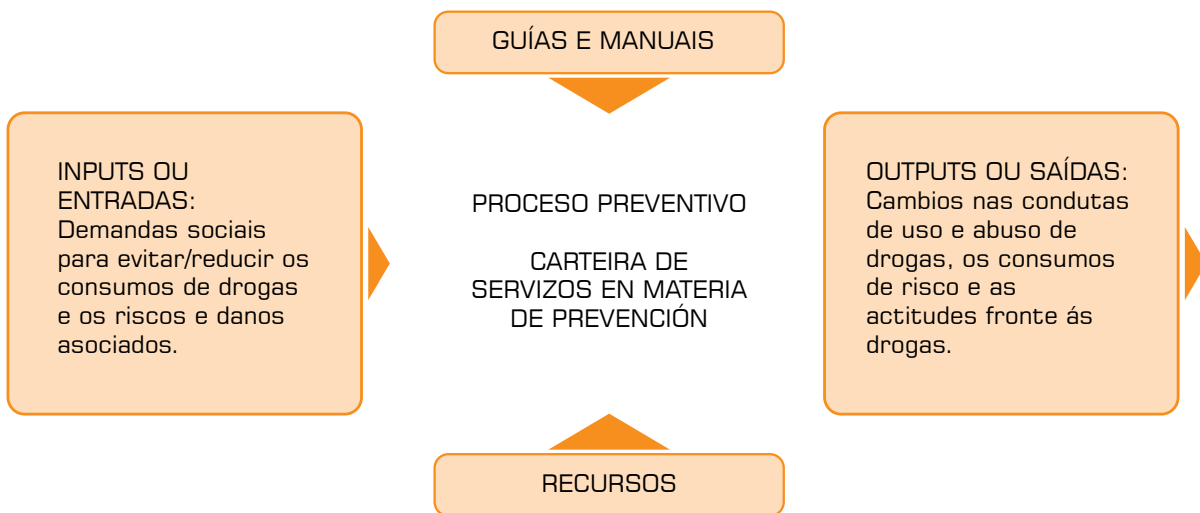 GUÍAS E MANUAIS
INPUTS OU
ENTRADAS:
Demandas sociais
para evitar/reducir os
consumos de drogas
e os riscos e danos
asociados.
PROCESO PREVENTIVO
CARTEIRA DE
SERVIZOS EN MATERIA
DE PREVENCIÓN
OUTPUTS OU SAÍDAS:
Cambios nas condutas
de uso e abuso de
drogas, os consumos
de risco e as
actitudes fronte ás
drogas.
RECURSOS